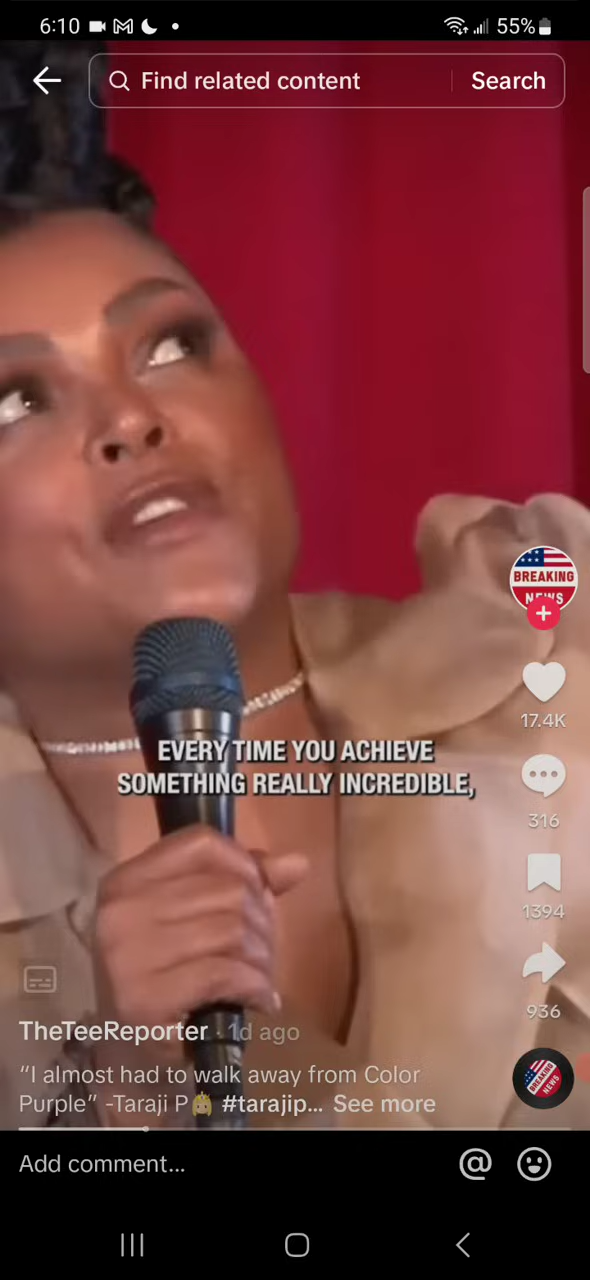 6:10
55%
Find related content
Search
BREAKING
NEWS
17.4K
EVERY TIME YOU ACHIEVE
SOMETHING REALLY INCREDIBLE,
316
1394
936
TheTeeReporter · 1d ago
“I almost had to walk away from Color
Purple” -Taraji P👸🏼 #tarajip... See more
BREAKING
NEWS
Add comment...